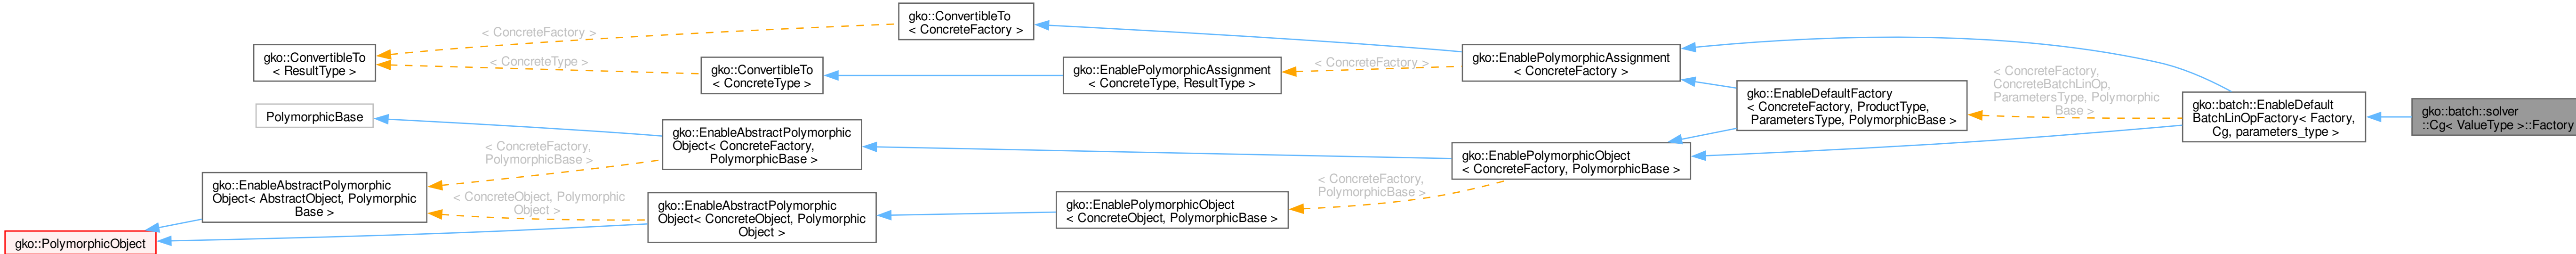 gko::ConvertibleTo
< ResultType >
PolymorphicBase
gko::EnableAbstractPolymorphic
Object< AbstractObject, Polymorphic
Base >
gko::PolymorphicObject
< ConcreteFactory >
< ConcreteType >
< ConcreteFactory,
PolymorphicBase >
< ConcreteObject, Polymorphic
Object >
gko::ConvertibleTo
< ConcreteFactory >
gko::ConvertibleTo
< ConcreteType >
gko::EnableAbstractPolymorphic
Object< ConcreteFactory,
PolymorphicBase >
gko::EnableAbstractPolymorphic
Object< ConcreteObject, Polymorphic
Object >
gko::EnablePolymorphicAssignment
< ConcreteType, ResultType >
gko::EnablePolymorphicObject
< ConcreteObject, PolymorphicBase >
< ConcreteFactory >
< ConcreteFactory,
PolymorphicBase >
gko::EnablePolymorphicAssignment
< ConcreteFactory >
gko::EnablePolymorphicObject
< ConcreteFactory, PolymorphicBase >
gko::EnableDefaultFactory
< ConcreteFactory, ProductType,
ParametersType, PolymorphicBase >
< ConcreteFactory,
ConcreteBatchLinOp,
ParametersType, Polymorphic
Base >
gko::batch::EnableDefault
BatchLinOpFactory< Factory,
Cg, parameters_type >
gko::batch::solver
::Cg< ValueType >::Factory